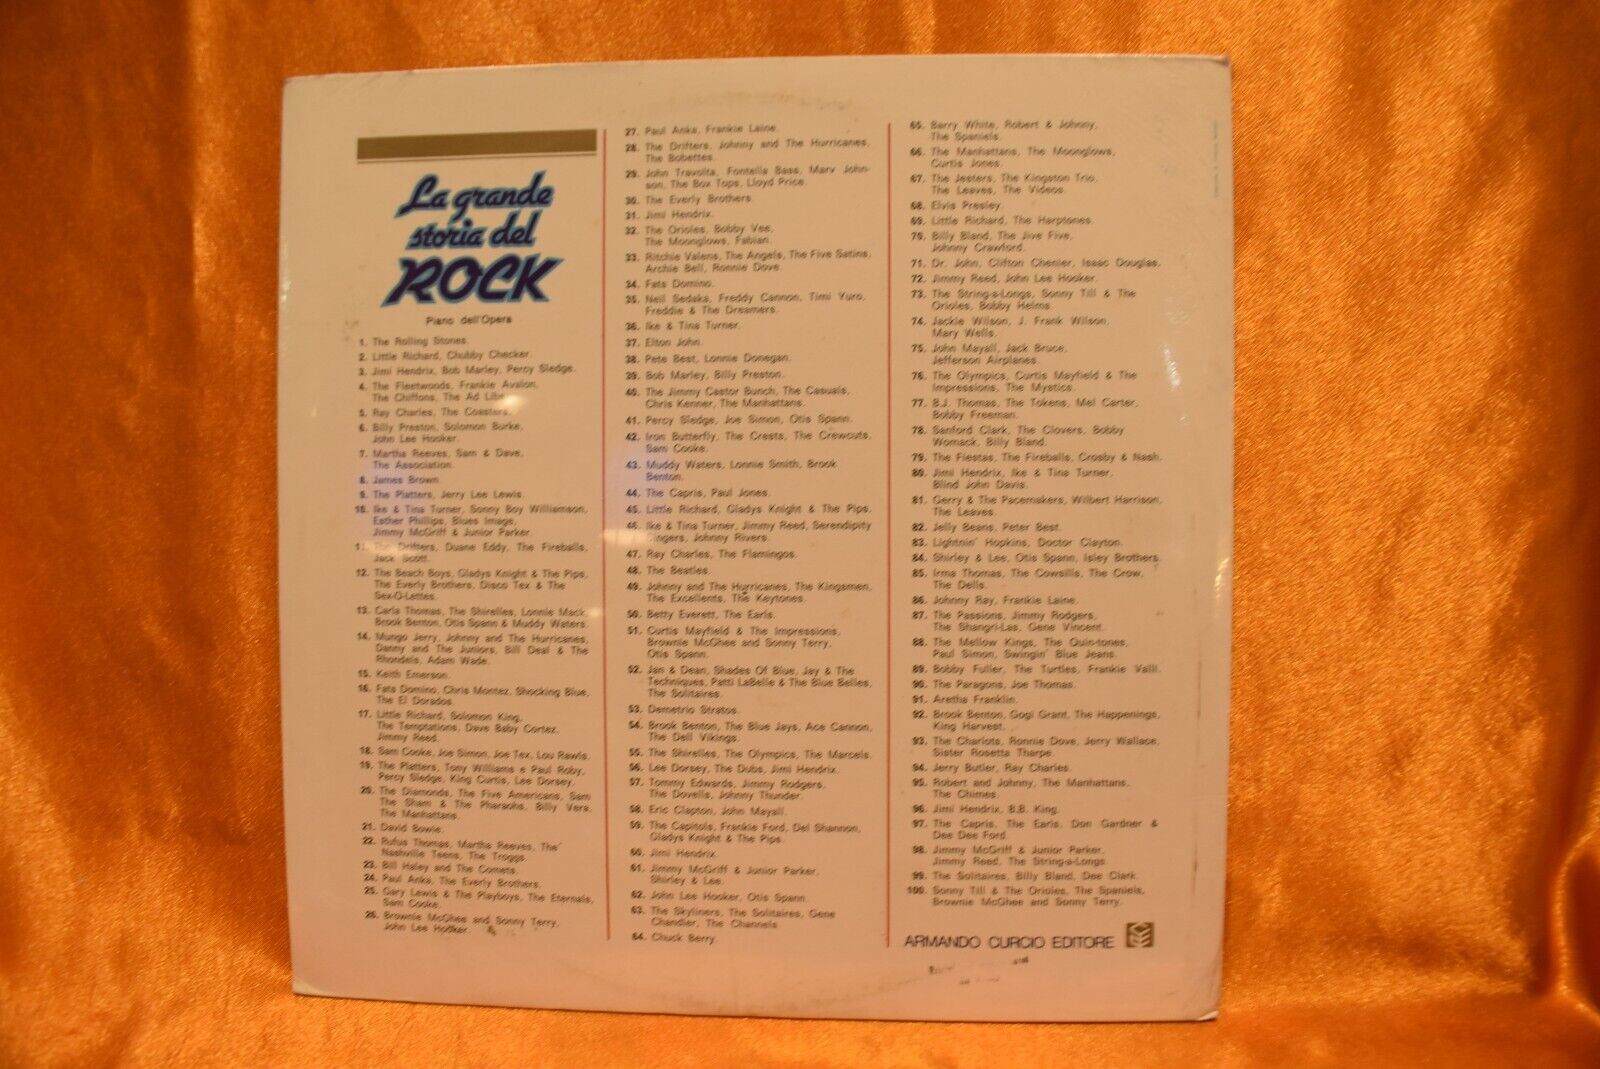 La grande
storia del
ROCK
Piano dell'Opera
1. The Rolling Stones.
2. Little Richard, Chubby Checker.
3. Jimi Hendrix, Bob Marley, Percy Sledge.
4. The Fleetwoods, Frankie Avalon,
The Chiffons, The Ad Libs.
5. Ray Charles, The Coasters.
6. Billy Preston, Solomon Burke,
John Lee Hooker.
7. Martha Reeves, Sam & Dave,
The Association.
8. James Brown.
9. The Platters, Jerry Lee Lewis.
10. Ike & Tina Turner, Sonny Boy Williamson,
Esther Phillips, Blues Image,
Jimmy McGriff & Junior Parker.
11. The Drifters, Duane Eddy, The Fireballs,
Jack Scott.
12. The Beach Boys, Gladys Knight & The Pips,
The Everly Brothers, Disco Tex & The
Sex-O-Lettes.
13. Carla Thomas, The Shirelles, Lonnie Mack,
Brook Benton, Otis Spann & Muddy Waters.
14. Mungo Jerry, Johnny and The Hurricanes,
Danny and The Juniors, Bill Deal & The
Rhondels, Adam Wade.
15. Keith Emerson.
16. Fats Domino, Chris Montez, Shocking Blue,
The El Dorados.
17. Little Richard, Solomon King,
The Temptations, Dave Baby Cortez,
Jimmy Reed.
18. Sam Cooke, Joe Simon, Joe Tex, Lou Rawls.
19. The Platters, Tony Williams e Paul Roby,
Percy Sledge, King Curtis, Lee Dorsey.
20. The Diamonds, The Five Americans, Sam
The Sham & The Pharaohs, Billy Vera,
The Manhattans.
21. David Bowie.
22. Rufus Thomas, Martha Reeves, The
Nashville Teens, The Troggs.
23. Bill Haley and The Comets.
24. Paul Anka, The Everly Brothers.
25. Gary Lewis & The Playboys, The Eternals,
Sam Cooke.
26. Brownie McGhee and Sonny Terry,
John Lee Hooker.
27. Paul Anka, Frankie Laine.
28. The Drifters, Johnny and The Hurricanes,
The Bobettes.
29. John Travolta, Fontella Bass, Marv John-
son, The Box Tops, Lloyd Price.
30. The Everly Brothers.
31. Jimi Hendrix.
32. The Orioles, Bobby Vee,
The Moonglows, Fabian.
33. Ritchie Valens, The Angels, The Five Satins,
Archie Bell, Ronnie Dove.
34. Fats Domino.
35. Neil Sedaka, Freddy Cannon, Timi Yuro,
Freddie & The Dreamers.
36. Ike & Tina Turner.
37. Elton John.
38. Pete Best, Lonnie Donegan.
39. Bob Marley, Billy Preston.
40. The Jimmy Castor Bunch, The Casuals,
Chris Kenner, The Manhattans.
41. Percy Sledge, Joe Simon, Otis Spann.
42. Iron Butterfly, The Crests, The Crewcuts,
Sam Cooke.
43. Muddy Waters, Lonnie Smith, Brook
Benton.
44. The Capris, Paul Jones.
45. Little Richard, Gladys Knight & The Pips.
46. Ike & Tina Turner, Jimmy Reed, Serendipity
Singers, Johnny Rivers.
47. Ray Charles, The Flamingos.
48. The Beatles.
49. Johnny and The Hurricanes, The Kingsmen,
The Excellents, The Keytones.
50. Betty Everett, The Earls.
51. Curtis Mayfield & The Impressions,
Brownie McGhee and Sonny Terry,
Otis Spann.
52. Jan & Dean, Shades Of Blue, Jay & The
Techniques, Patti LaBelle & The Blue Belles,
The Solitaires.
53. Demetrio Stratos.
54. Brook Benton, The Blue Jays, Ace Cannon,
The Dell Vikings.
55. The Shirelles, The Olympics, The Marcels.
56. Lee Dorsey, The Dubs, Jimi Hendrix.
57. Tommy Edwards, Jimmy Rodgers,
The Dovells, Johnny Thunder.
58. Eric Clapton, John Mayall.
59. The Capitols, Frankie Ford, Del Shannon,
Gladys Knight & The Pips.
60. Jimi Hendrix.
61. Jimmy McGriff & Junior Parker,
Shirley & Lee.
62. John Lee Hooker, Otis Spann.
63. The Skyliners, The Solitaires, Gene
Chandler, The Channels
64. Chuck Berry.
65. Barry White, Robert & Johnny,
The Spaniels.
66. The Manhattans, The Moonglows,
Curtis Jones.
67. The Jesters, The Kingston Trio,
The Leaves, The Videos.
68. Elvis Presley.
69. Little Richard, The Harptones.
70. Billy Bland, The Jive Five,
Johnny Crawford.
71. Dr. John, Clifton Chenier, Isaac Douglas.
72. Jimmy Reed, John Lee Hooker.
73. The String-a-Longs, Sonny Till & The
Orioles, Bobby Helms.
74. Jackie Wilson, J. Frank Wilson,
Mary Wells.
75. John Mayall, Jack Bruce,
Jefferson Airplanes.
76. The Olympics, Curtis Mayfield & The
Impressions, The Mystics.
77. B.J. Thomas, The Tokens, Mel Carter,
Bobby Freeman.
78. Sanford Clark, The Clovers, Bobby
Womack, Billy Bland.
79. The Fiestas, The Fireballs, Crosby & Nash.
80. Jimi Hendrix, Ike & Tina Turner,
Blind John Davis.
81. Gerry & The Pacemakers, Wilbert Harrison,
The Leaves.
82. Jelly Beans, Peter Best.
83. Lightnin' Hopkins, Doctor Clayton.
84. Shirley & Lee, Otis Spann, Isley Brothers.
85. Irma Thomas, The Cowsills, The Crow,
The Dells.
86. Johnny Ray, Frankie Laine.
87. The Passions, Jimmy Rodgers,
The Shangri-Las, Gene Vincent.
88. The Mellow Kings, The Quin-tones,
Paul Simon, Swingin' Blue Jeans.
89. Bobby Fuller, The Turtles, Frankie Valli.
90. The Paragons, Joe Thomas.
91. Aretha Franklin.
92. Brook Benton, Gogi Grant, The Happenings,
King Harvest.
93. The Chariots, Ronnie Dove, Jerry Wallace,
Sister Rosetta Tharpe.
94. Jerry Butler, Ray Charles.
95. Robert and Johnny, The Manhattans,
The Chimes.
96. Jimi Hendrix, B.B. King.
97. The Capris, The Earls, Don Gardner &
Dee Dee Ford.
98. Jimmy McGriff & Junior Parker,
Jimmy Reed, The String-a-Longs
99. The Solitaires, Billy Bland, Dee Clark.
100. Sonny Till & The Orioles, The Spaniels,
Brownie McGhee and Sonny Terry.
ARMANDO CURCIO EDITORE